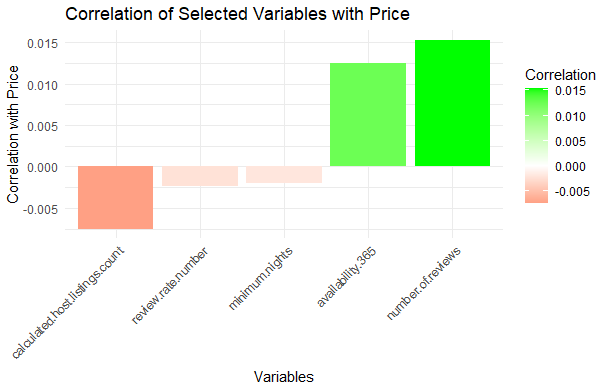 Correlation of Selected Variables with Price
Correlation with Price
0.015
0.010
0.005
0.000
-0.005
calculated.host.listings.count
review.rate.number
minimum.nights
availability.365
number.of.reviews
Variables
Correlation
0.015
0.010
0.005
0.000
-0.005